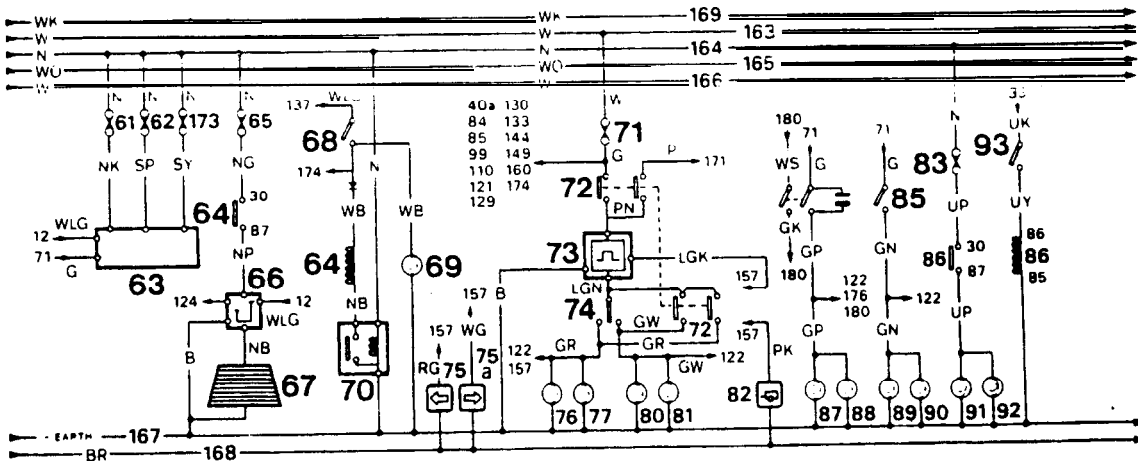 WK WK 169
W W 163
N N 164
WO WO 165
W W 166
N N N N
137 WLG
W
N
35
61 62 173 65 68
40a 130
84 133
85 144
99 149
110 160
121 174
129
71
G
P 171
180 71 71
WS G G
83
UK
93
NK SP SY NG
174
N
72
PN
85
UP
UY
WLG
12
71
G
63
64 30
87
NP
WB WB
64
69
73
LGK
GK
180
GP GN
86 30
87
86
86
85
66
124 12
WLG
B
NB
NB
157
WG
157
RG 75
75
a
B
LGN
74
GW
GR GR
72
157
157
122
176
180
122
UP
GP GN
67
70
122
157
GW
122
PK
76 77 80 81 82 87 88 89 90 91 92
EARTH 167
BR 168